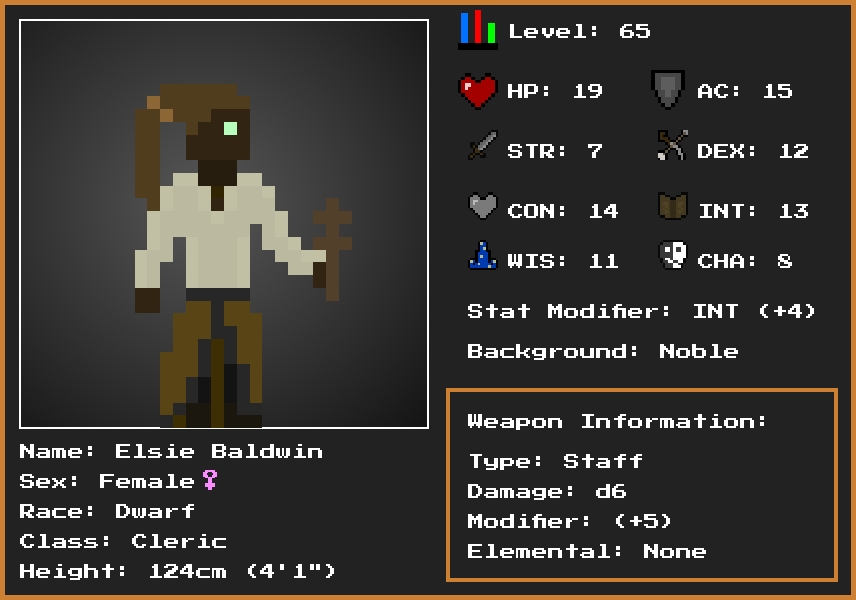 Level: 65
HP: 19
AC: 15
STR: 7
DEX: 12
CON: 14
INT: 13
WIS: 11
CHA: 8
Stat Modifier: INT (+4)
Background: Noble
Weapon Information:
Type: Staff
Damage: d6
Modifier: (+5)
Elemental: None
Name: Elsie Baldwin
Sex: Female♀
Race: Dwarf
Class: Cleric
Height: 124cm (4'1")